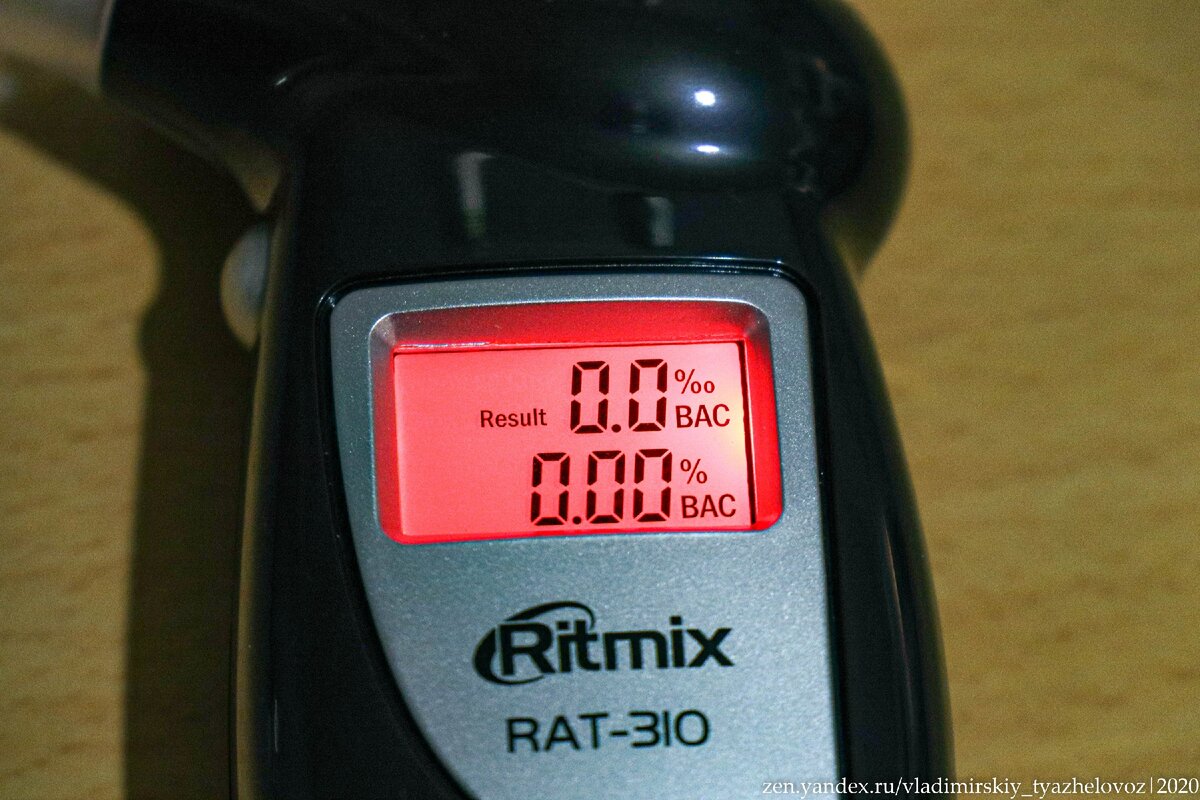 Result 0.0 ‰ BAC
0.00 % BAC
Ritmix
RAT-310
zen.yandex.ru/vladimirskiy_tyazhelovoz|2020